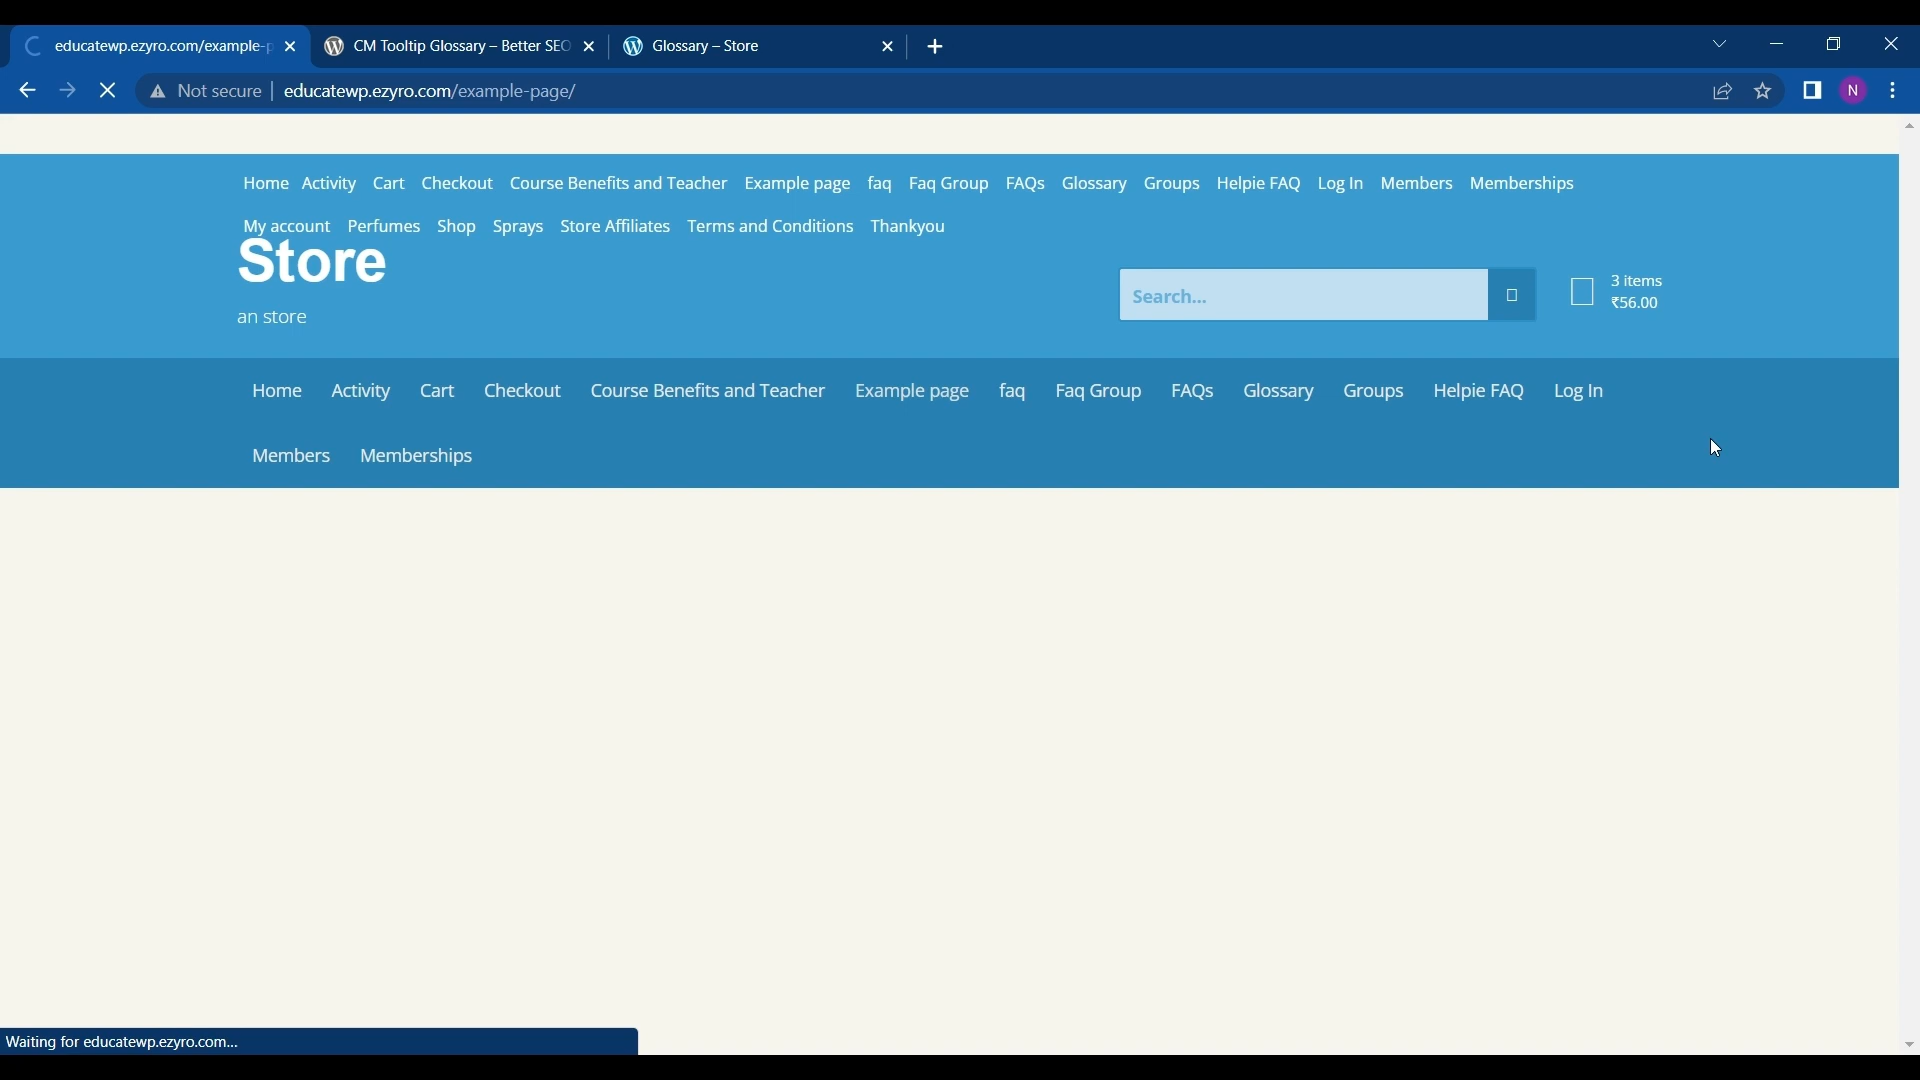 educatewp.ezyro.com/example-p
CM Tooltip Glossary – Better SEO
Glossary – Store
Not secure
educatewp.ezyro.com/example-page/
N
Home Activity Cart Checkout Course Benefits and Teacher Example page faq Faq Group FAQs Glossary Groups Helpie FAQ Log In Members Memberships
My account Perfumes Shop Sprays Store Affiliates Terms and Conditions Thankyou
Store
an store
Search...
3 items
₹56.00
Home Activity Cart Checkout Course Benefits and Teacher Example page faq Faq Group FAQs Glossary Groups Helpie FAQ Log In
Members Memberships
Waiting for educatewp.ezyro.com...